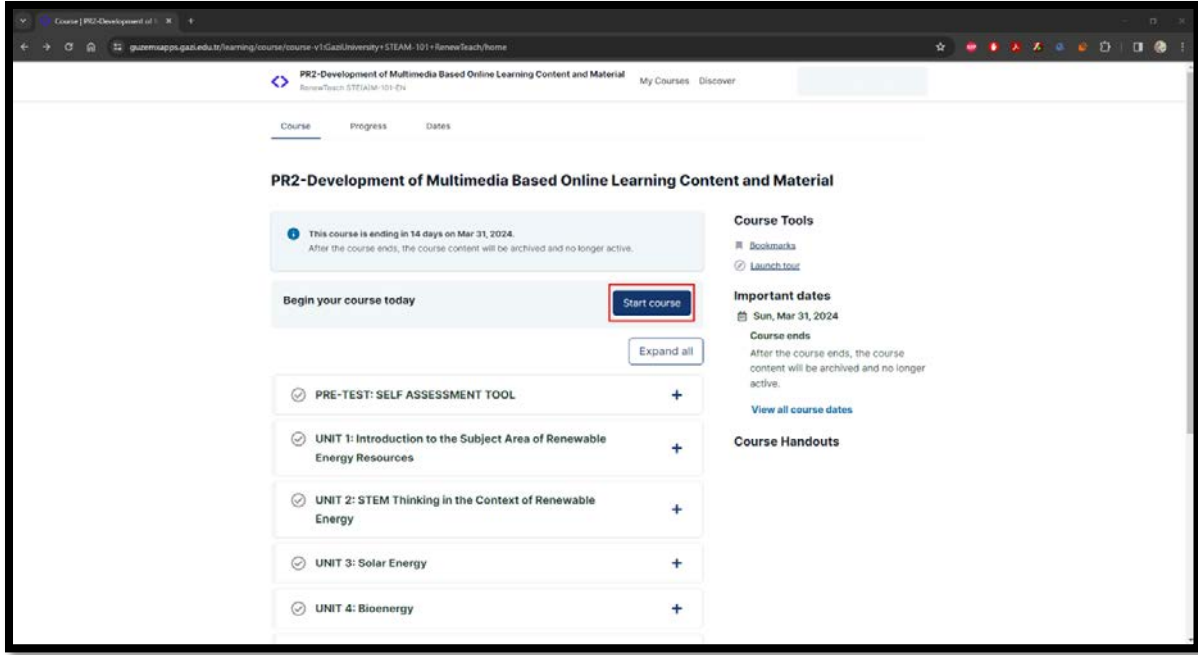 Course | PR2-Development of
guzemsapps.gazi.edu.tr/learning/course/course-v1:GaziUniversity+STEAM-101+RenewTeach/home
PR2-Development of Multimedia Based Online Learning Content and Material
My Courses Discover
RenewTeach STE(A)M-101-EN
Course Progress Dates
PR2-Development of Multimedia Based Online Learning Content and Material
This course is ending in 14 days on Mar 31, 2024.
After the course ends, the course content will be archived and no longer active.
Begin your course today
Start course
Expand all
PRE-TEST: SELF ASSESSMENT TOOL
UNIT 1: Introduction to the Subject Area of Renewable
Energy Resources
UNIT 2: STEM Thinking in the Context of Renewable
Energy
UNIT 3: Solar Energy
UNIT 4: Bioenergy
Course Tools
Bookmarks
Launch tour
Important dates
Sun, Mar 31, 2024
Course ends
After the course ends, the course
content will be archived and no longer
active.
View all course dates
Course Handouts